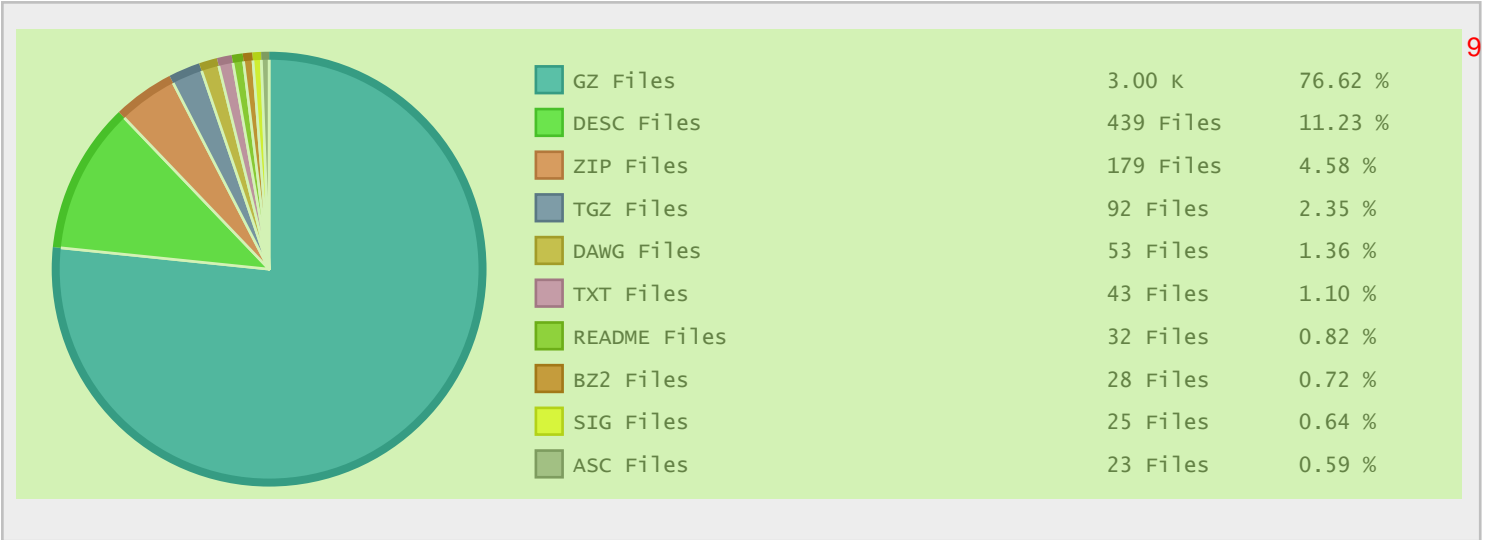 9
GZ Files 3.00 K 76.62 %
DESC Files 439 Files 11.23 %
ZIP Files 179 Files 4.58 %
TGZ Files 92 Files 2.35 %
DAWG Files 53 Files 1.36 %
TXT Files 43 Files 1.10 %
README Files 32 Files 0.82 %
BZ2 Files 28 Files 0.72 %
SIG Files 25 Files 0.64 %
ASC Files 23 Files 0.59 %